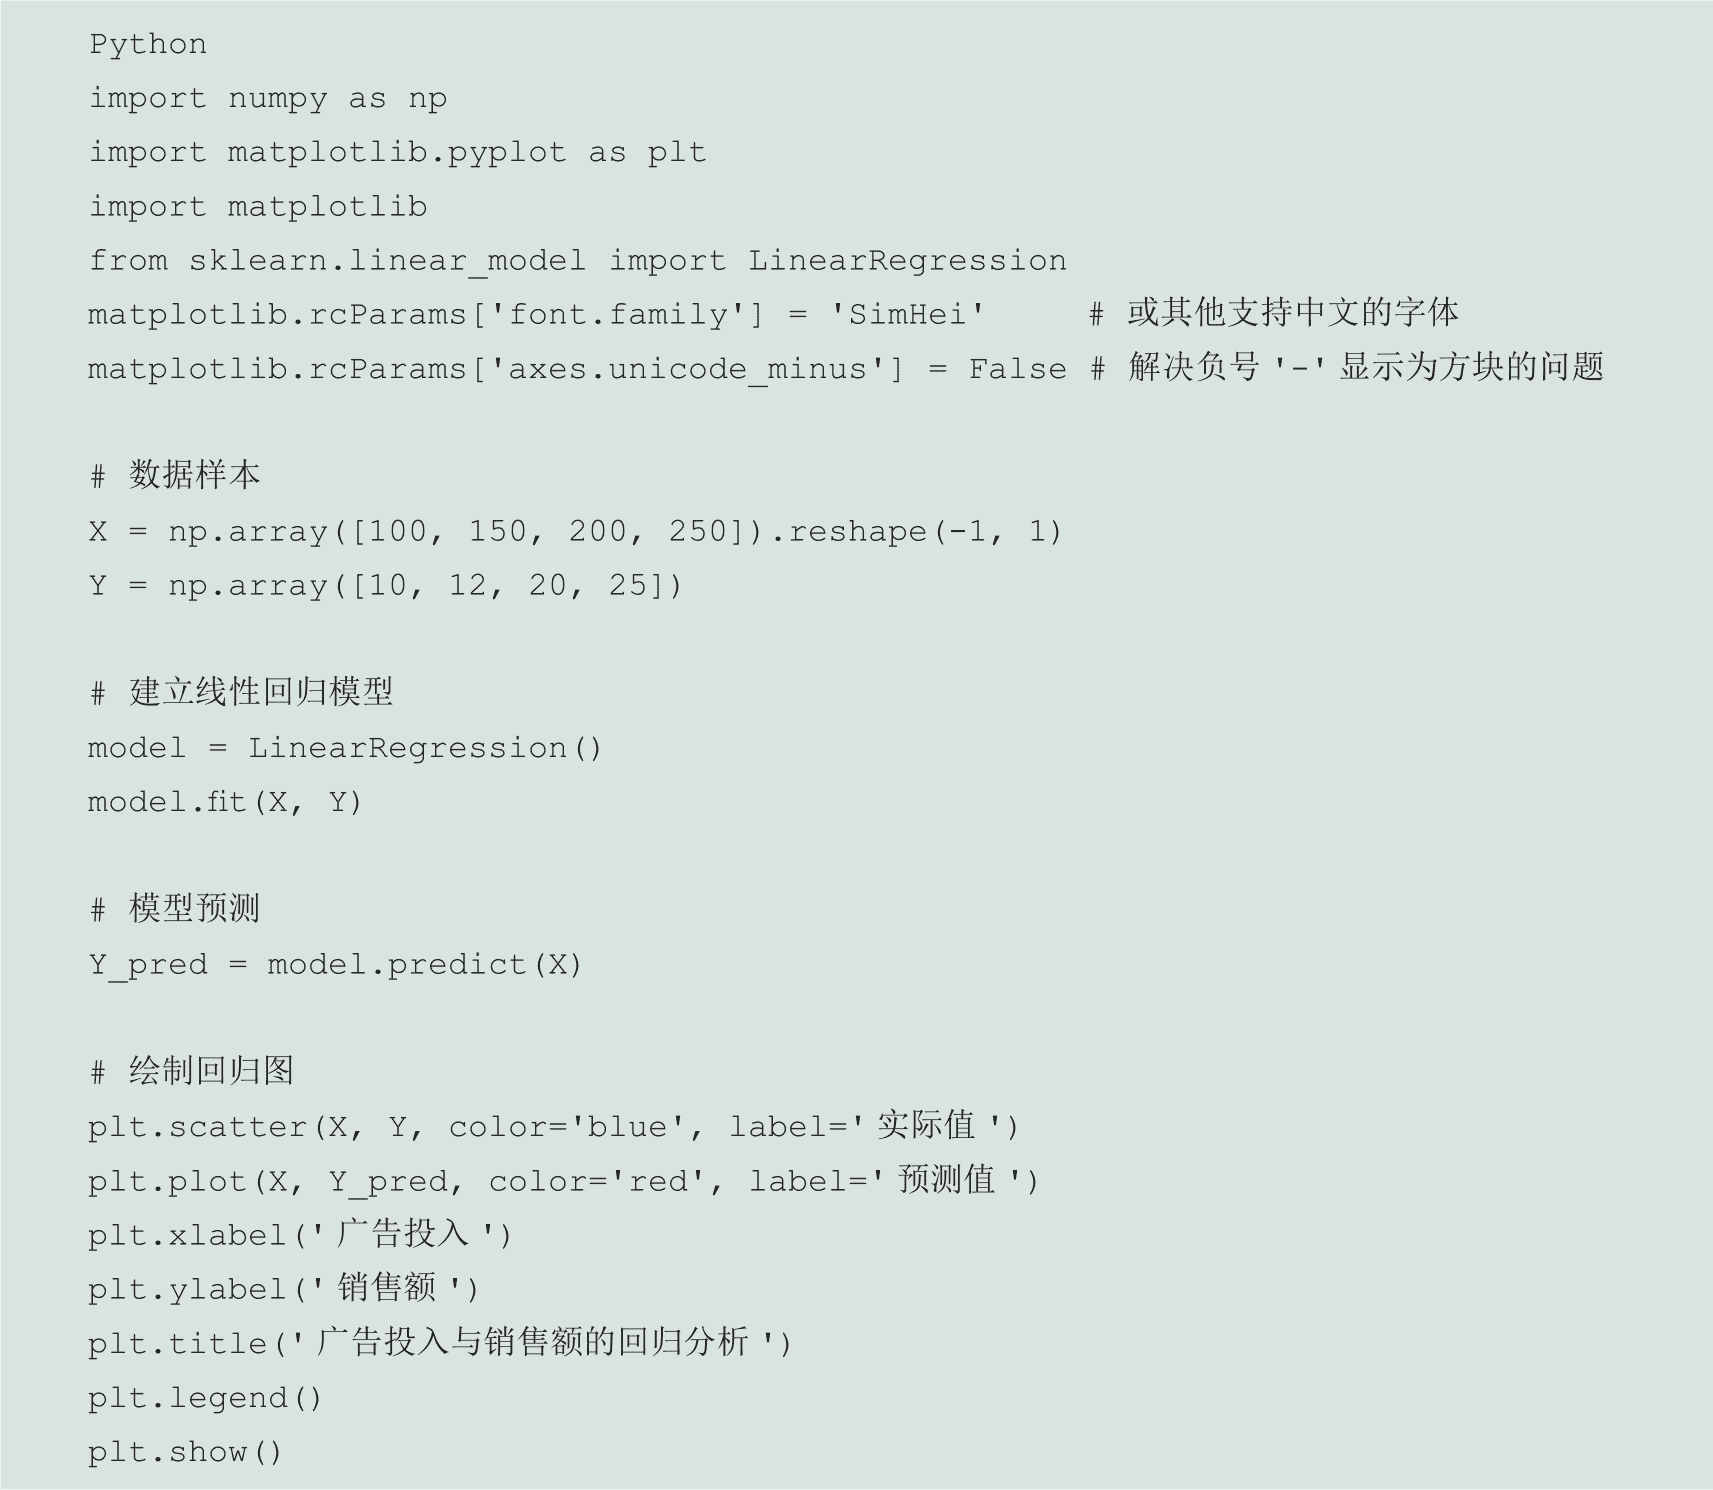 Python
import numpy as np
import matplotlib.pyplot as plt
import matplotlib
from sklearn.linear_model import LinearRegression
matplotlib.rcParams['font.family'] = 'SimHei'     # 或其他支持中文的字体
matplotlib.rcParams['axes.unicode_minus'] = False # 解决负号 '-' 显示为方块的问题
# 数据样本
X = np.array([100, 150, 200, 250]).reshape(-1, 1)
Y = np.array([10, 12, 20, 25])
# 建立线性回归模型
model = LinearRegression()
model.fit(X, Y)
# 模型预测
Y_pred = model.predict(X)
# 绘制回归图
plt.scatter(X, Y, color='blue', label=' 实际值 ')
plt.plot(X, Y_pred, color='red', label=' 预测值 ')
plt.xlabel(' 广告投入 ')
plt.ylabel(' 销售额 ')
plt.title(' 广告投入与销售额的回归分析 ')
plt.legend()
plt.show()